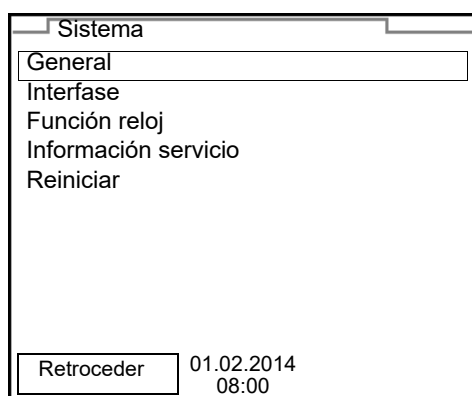 Sistema
General
Interfase
Función reloj
Información servicio
Reiniciar
Retroceder
01.02.2014
08:00